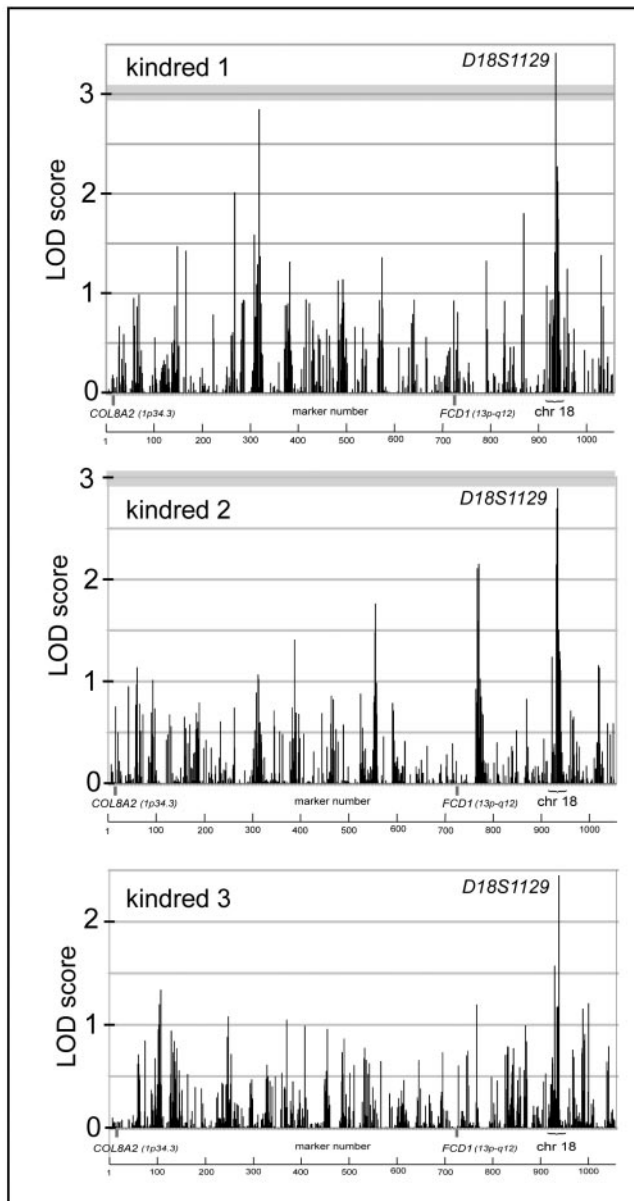 kindred 1
D18S1129
LOD score
3
2
1
0
COL8A2 (1p34.3) marker number FCD1 (13p-q12) chr 18
1 100 200 300 400 500 600 700 800 900 1000
kindred 2
D18S1129
LOD score
3
2
1
0
COL8A2 (1p34.3) marker number FCD1 (13p-q12) chr 18
1 100 200 300 400 500 600 700 800 900 1000
kindred 3
D18S1129
LOD score
2
1
0
COL8A2 (1p34.3) marker number FCD1 (13p-q12) chr 18
1 100 200 300 400 500 600 700 800 900 1000